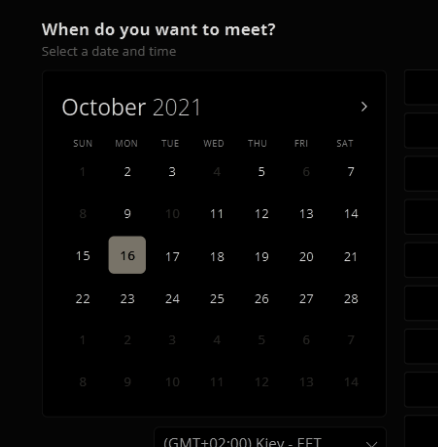 When do you want to meet?
Select a date and time
October 2021
SUN MON TUE WED THU FRI SAT
1 2 3 4 5 6 7
8 9 10 11 12 13 14
15 16 17 18 19 20 21
22 23 24 25 26 27 28
1 2 3 4 5 6 7
8 9 10 11 12 13 14
(GMT+02:00) Kiev - EET